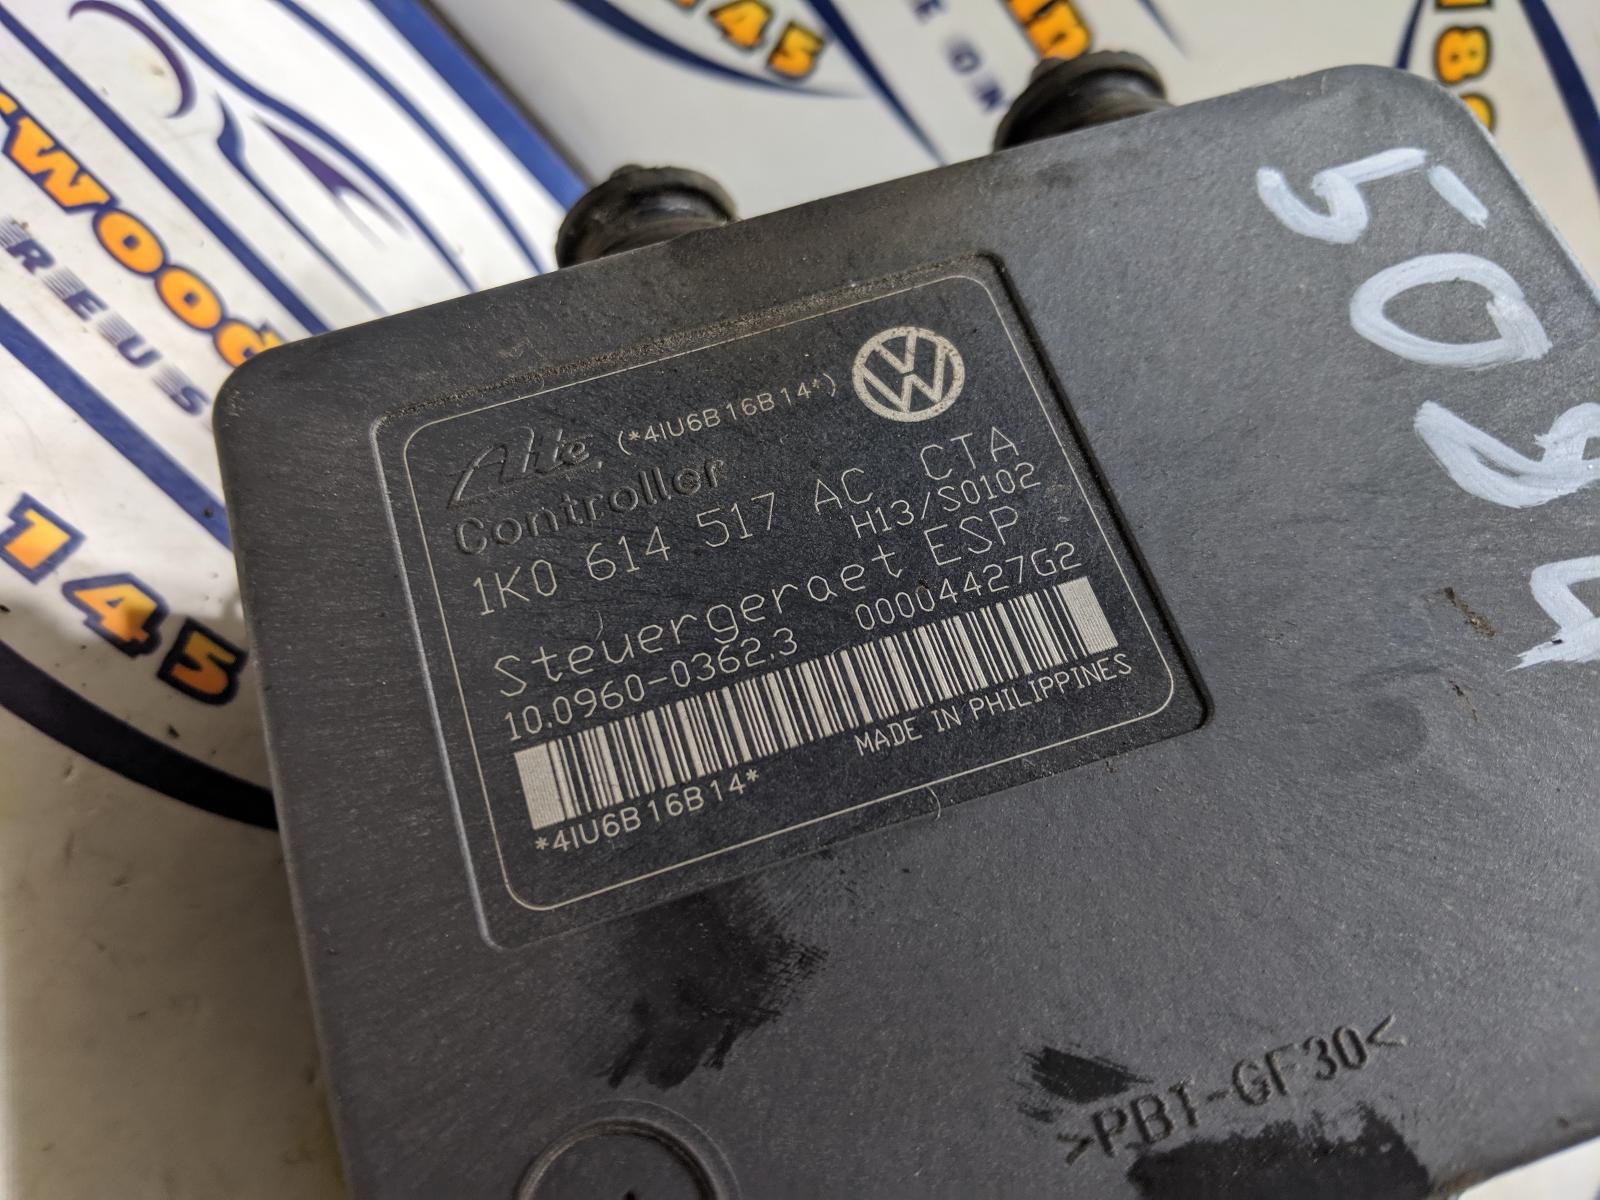 Ate (*4IU6B16B14*)
Controller
1K0 614 517 AC CTA
H13/S0102
Steuergeraet ESP
10.0960-0362.3 00004427G2
*4IU6B16B14*
MADE IN PHILIPPINES
>PBT-GF30<
145
145